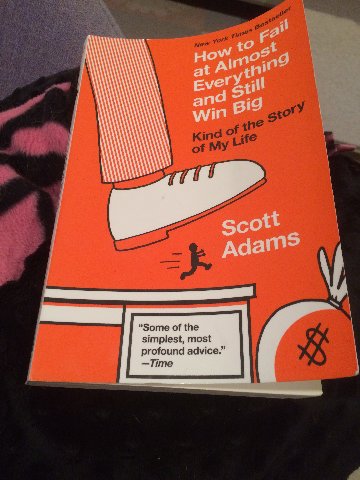 New York Times Bestseller
How to Fail
at Almost
Everything
and Still
Win Big
Kind of the Story
of My Life
Scott
Adams
"Some of the
simplest, most
profound advice."
—Time
$